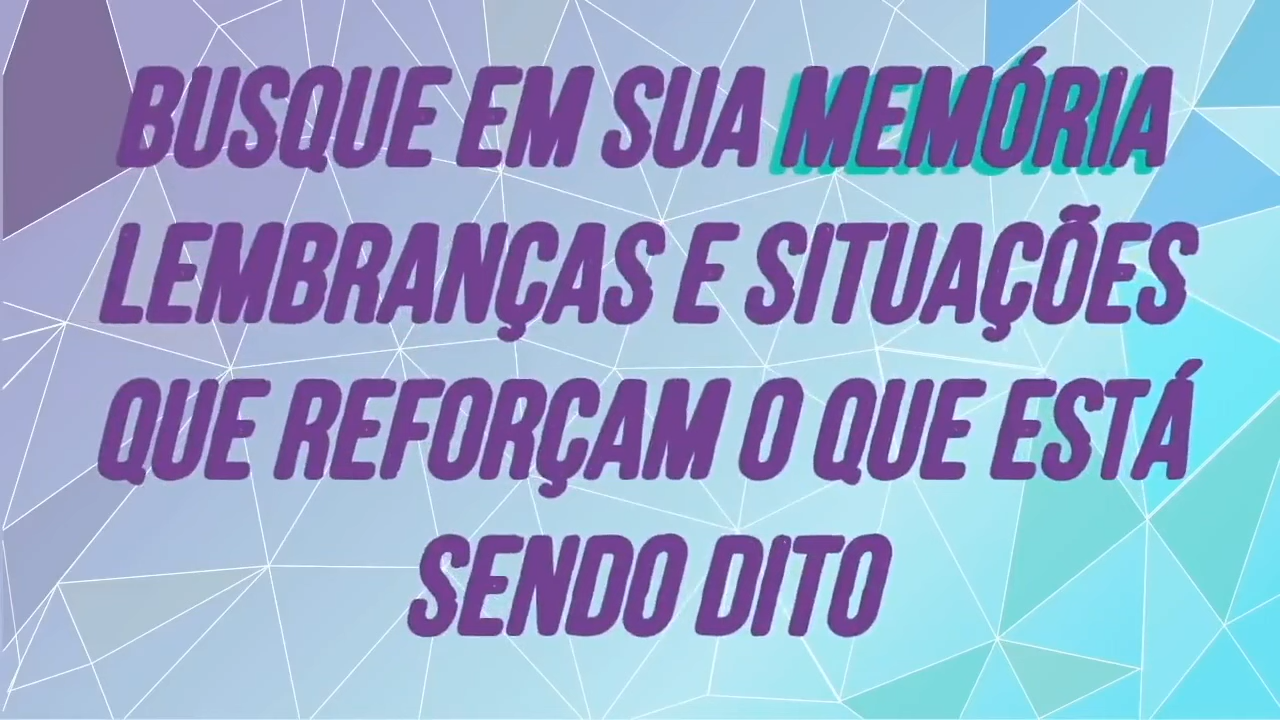 BUSQUE EM SUA MEMÓRIA
LEMBRANÇAS E SITUAÇÕES
QUE REFORÇAM O QUE ESTÁ
SENDO DITO